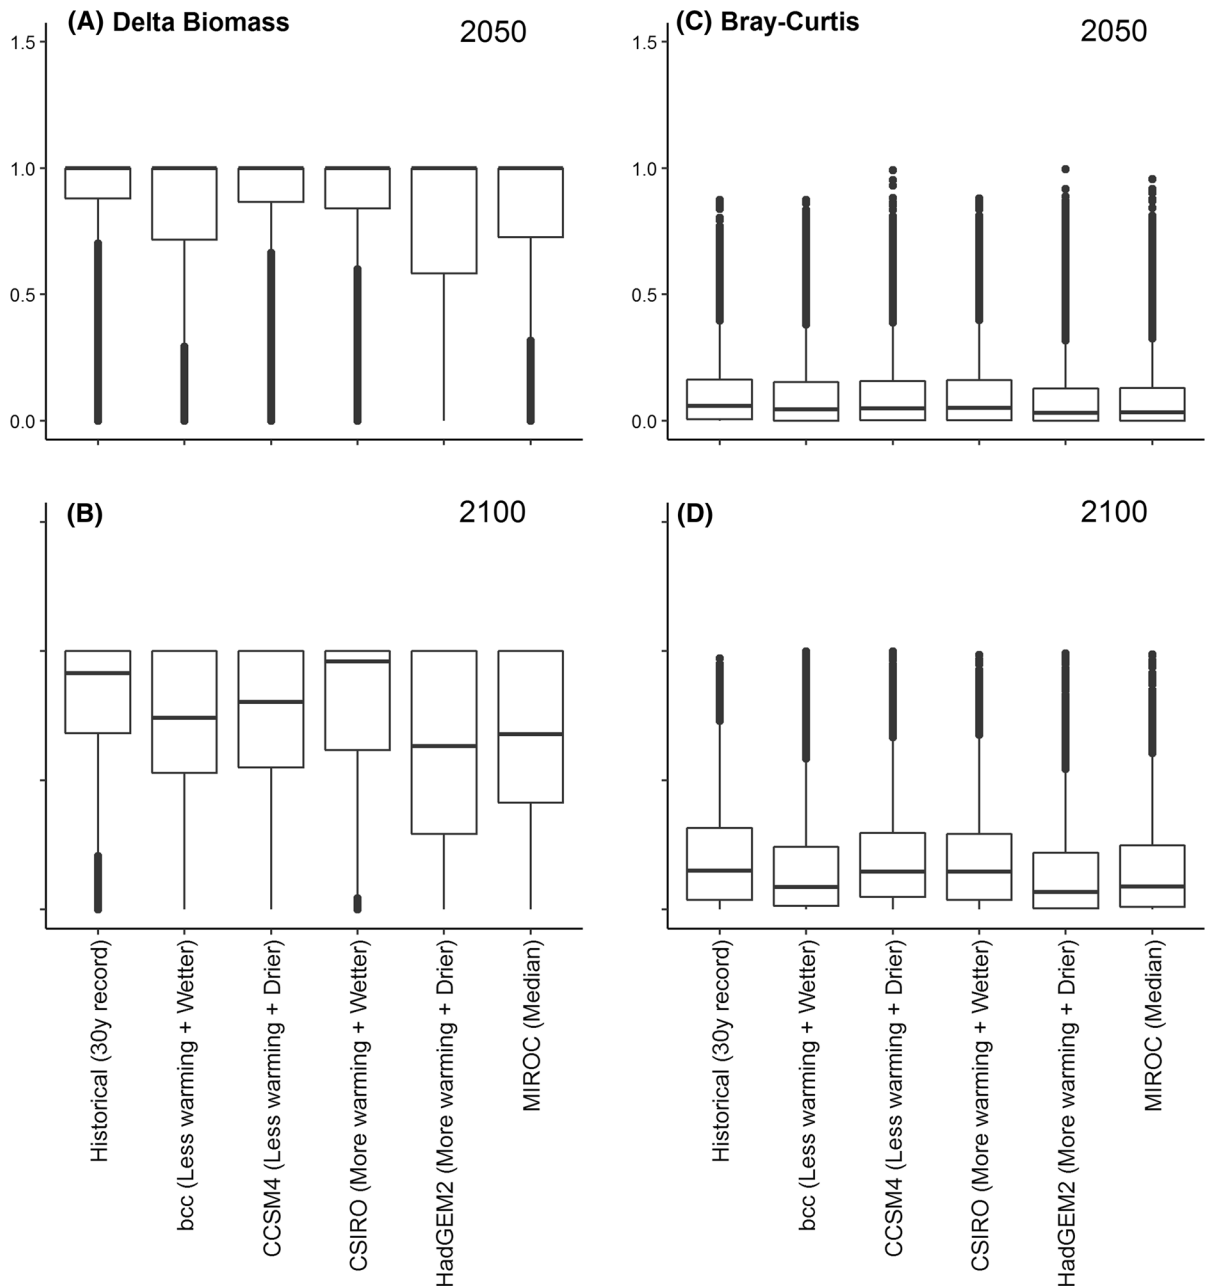 (A) Delta Biomass
2050
1.5
1.0
0.5
0.0
(C) Bray-Curtis
2050
1.5
1.0
0.5
0.0
(B)
2100
(D)
2100
Historical (30y record)
bcc (Less warming + Wetter)
CCSM4 (Less warming + Drier)
CSIRO (More warming + Wetter)
HadGEM2 (More warming + Drier)
MIROC (Median)
Historical (30y record)
bcc (Less warming + Wetter)
CCSM4 (Less warming + Drier)
CSIRO (More warming + Wetter)
HadGEM2 (More warming + Drier)
MIROC (Median)